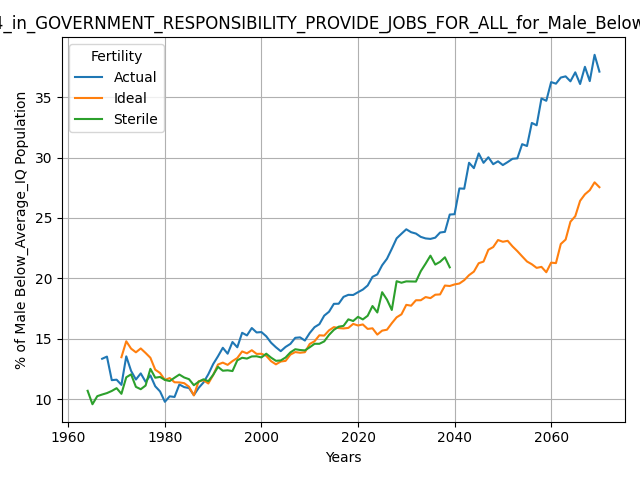 4_in_GOVERNMENT_RESPONSIBILITY_PROVIDE_JOBS_FOR_ALL_for_Male_Below
Fertility
Actual
Ideal
Sterile
% of Male Below_Average_IQ Population
35
30
25
20
15
10
1960
1980
2000
2020
2040
2060
Years